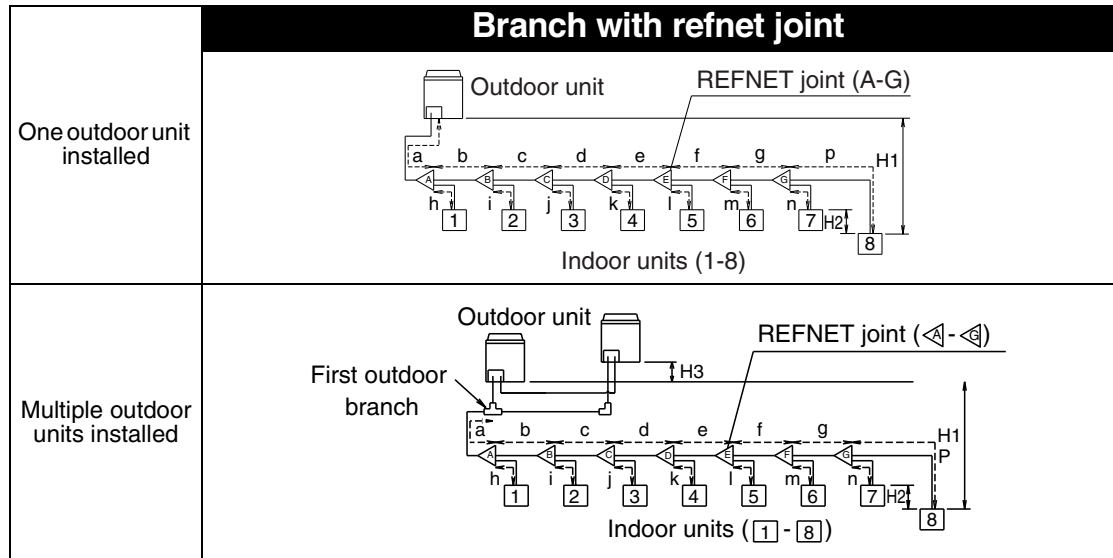 Branch with refnet joint
One outdoor unit
installed
Outdoor unit
REFNET joint (A-G)
a b c d e f g p
H1
A B C D E F G
h i j k l m n
1 2 3 4 5 6 7 H2
8
Indoor units (1-8)
Multiple outdoor
units installed
Outdoor unit
REFNET joint (A - G)
H3
First outdoor
branch
a b c d e f g
H1
P
A B C D E F G
h i j k l m n
1 2 3 4 5 6 7 H2
8
Indoor units ( 1 - 8 )